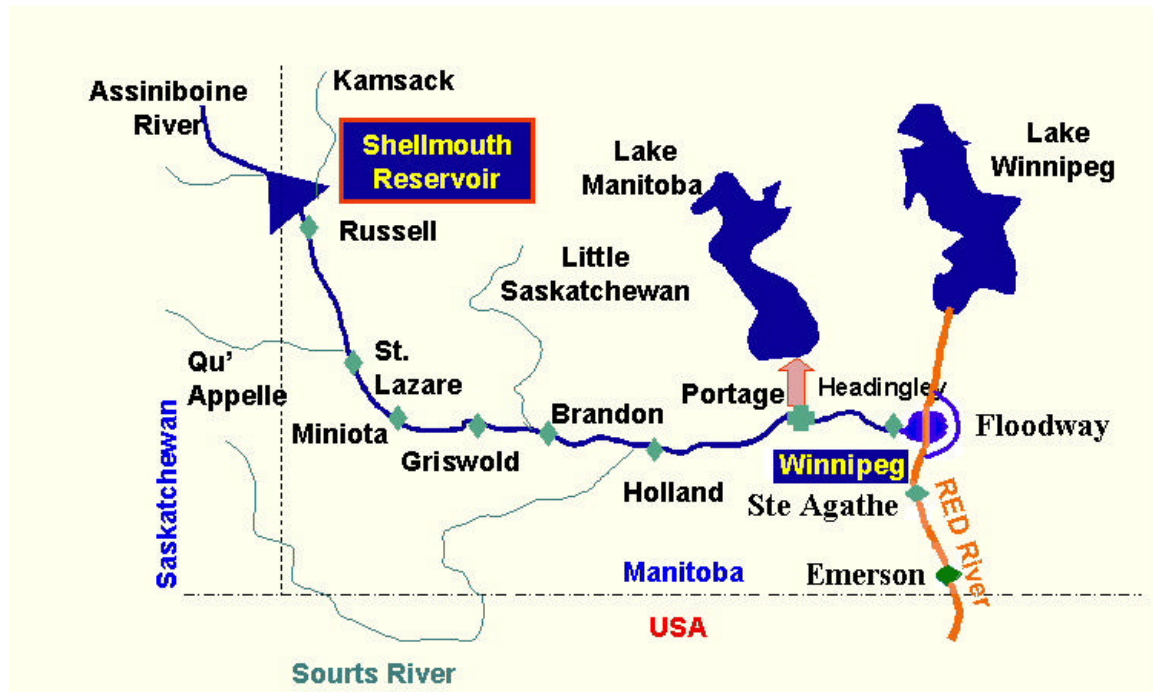 Kamsack
Assiniboine
River
Shellmouth
Reservoir
Lake
Manitoba
Lake
Winnipeg
Russell
Little
Saskatchewan
Qu'
Appelle
St.
Lazare
Miniota
Griswold
Brandon
Holland
Portage
Headingley
Floodway
Winnipeg
Ste Agathe
RED River
Emerson
Saskatchewan
Manitoba
USA
Sourts River